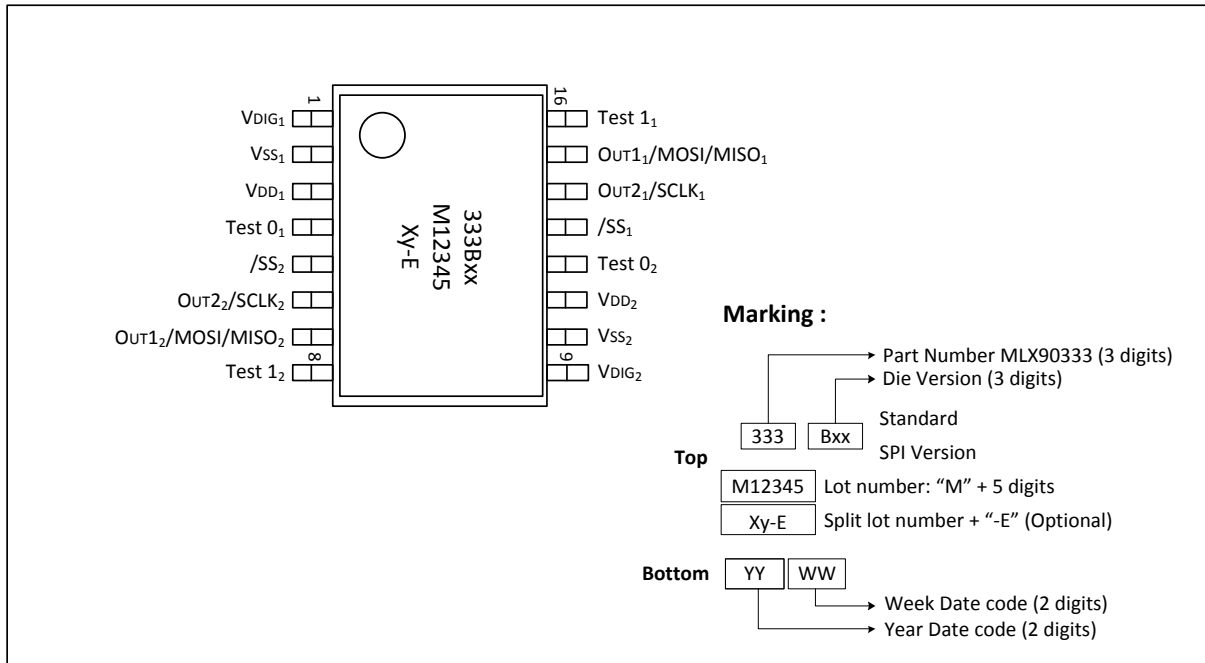 1
16
VDIG₁
Test 1₁
VSS₁
OUT1₁/MOSI/MISO₁
VDD₁
OUT2₁/SCLK₁
Test 0₁
/SS₁
/SS₂
Test 0₂
OUT2₂/SCLK₂
VDD₂
OUT1₂/MOSI/MISO₂
VSS₂
Test 1₂
VDIG₂
8
9
333Bxx
M12345
Xy-E
Marking :
Part Number MLX90333 (3 digits)
Die Version (3 digits)
333 Bxx Standard
SPI Version
Top
M12345 Lot number: “M” + 5 digits
Xy-E Split lot number + “-E” (Optional)
Bottom YY WW
Week Date code (2 digits)
Year Date code (2 digits)